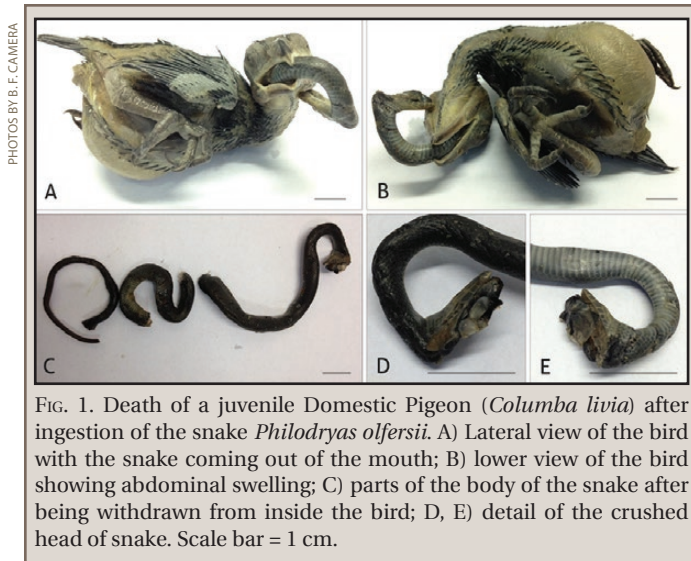 PHOTOS BY B. F. CAMERA
A
B
C
D
E
FIG. 1. Death of a juvenile Domestic Pigeon (Columba livia) after
ingestion of the snake Philodryas olfersii. A) Lateral view of the bird
with the snake coming out of the mouth; B) lower view of the bird
showing abdominal swelling; C) parts of the body of the snake after
being withdrawn from inside the bird; D, E) detail of the crushed
head of snake. Scale bar = 1 cm.